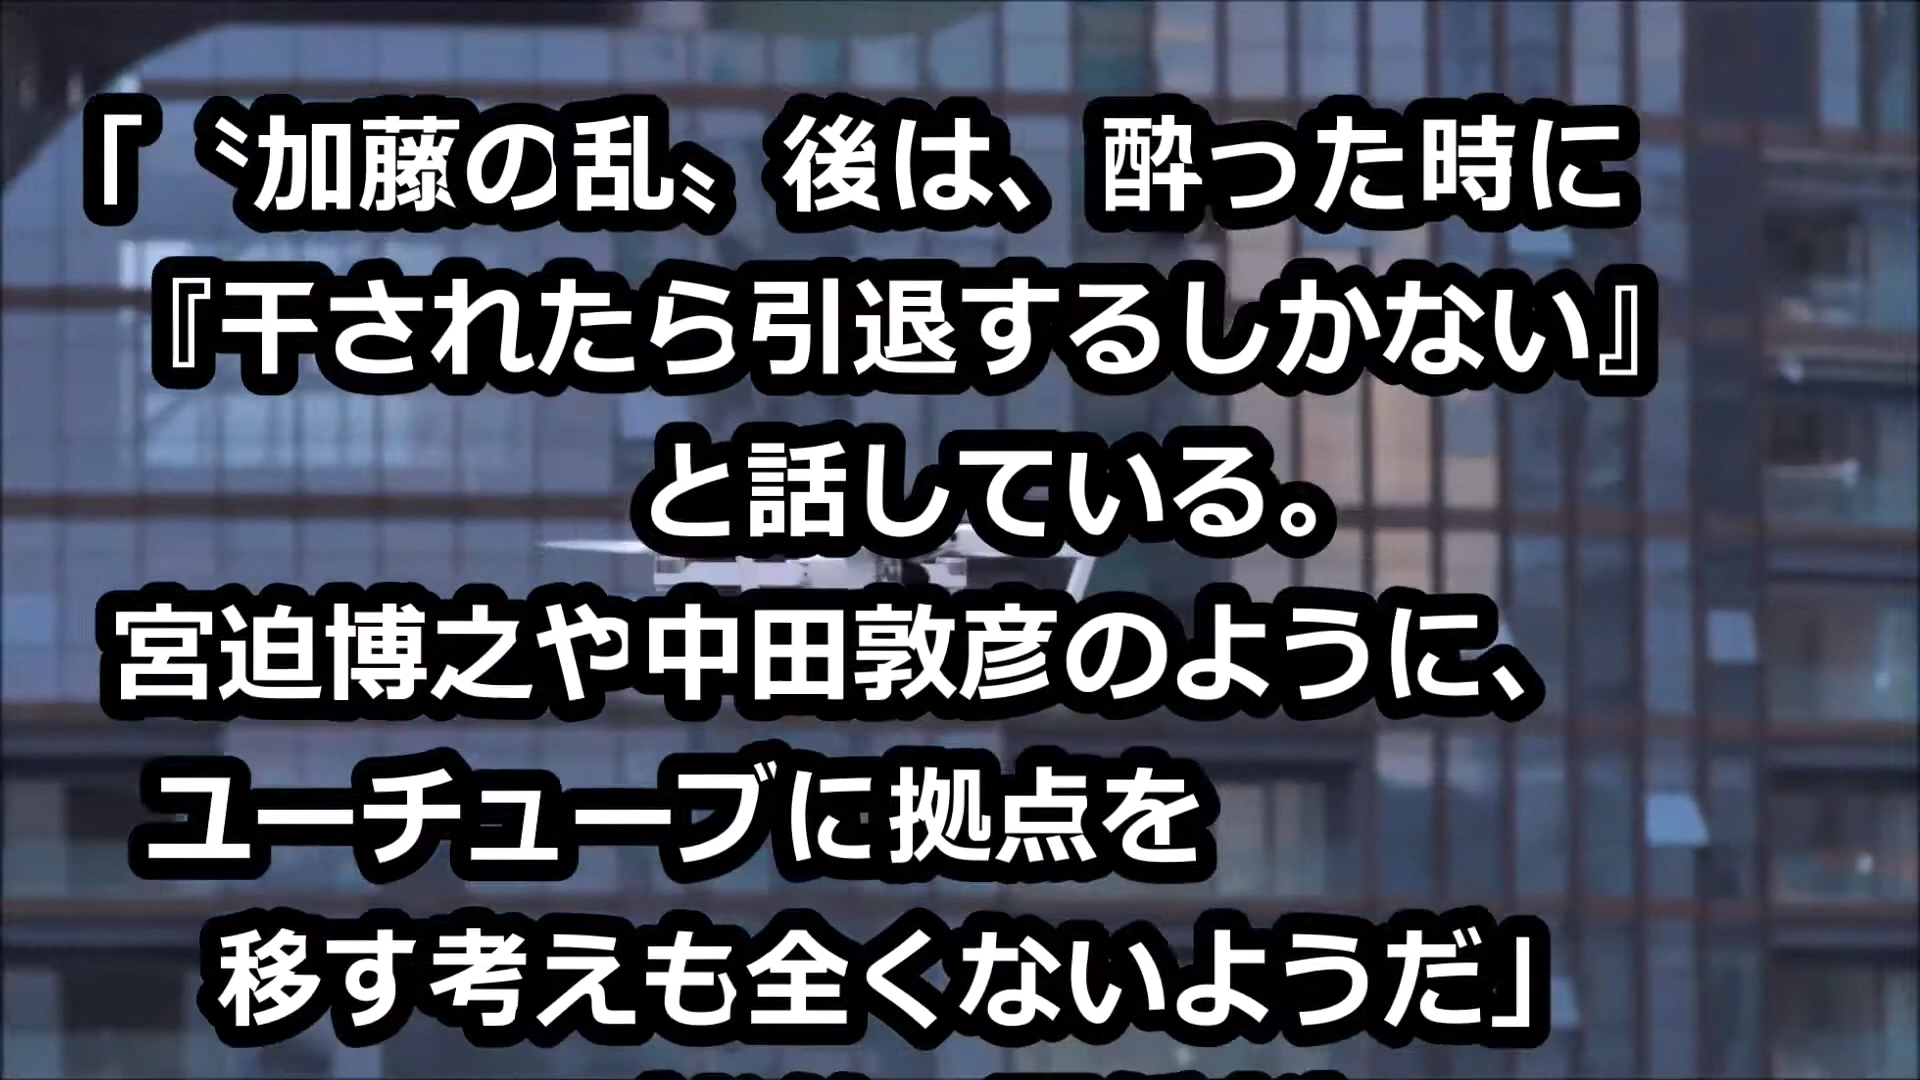 「〝加藤の乱〟後は、酔った時に
『干されたら引退するしかない』
と話している。
宮迫博之や中田敦彦のように、
ユーチューブに拠点を
移す考えも全くないようだ」